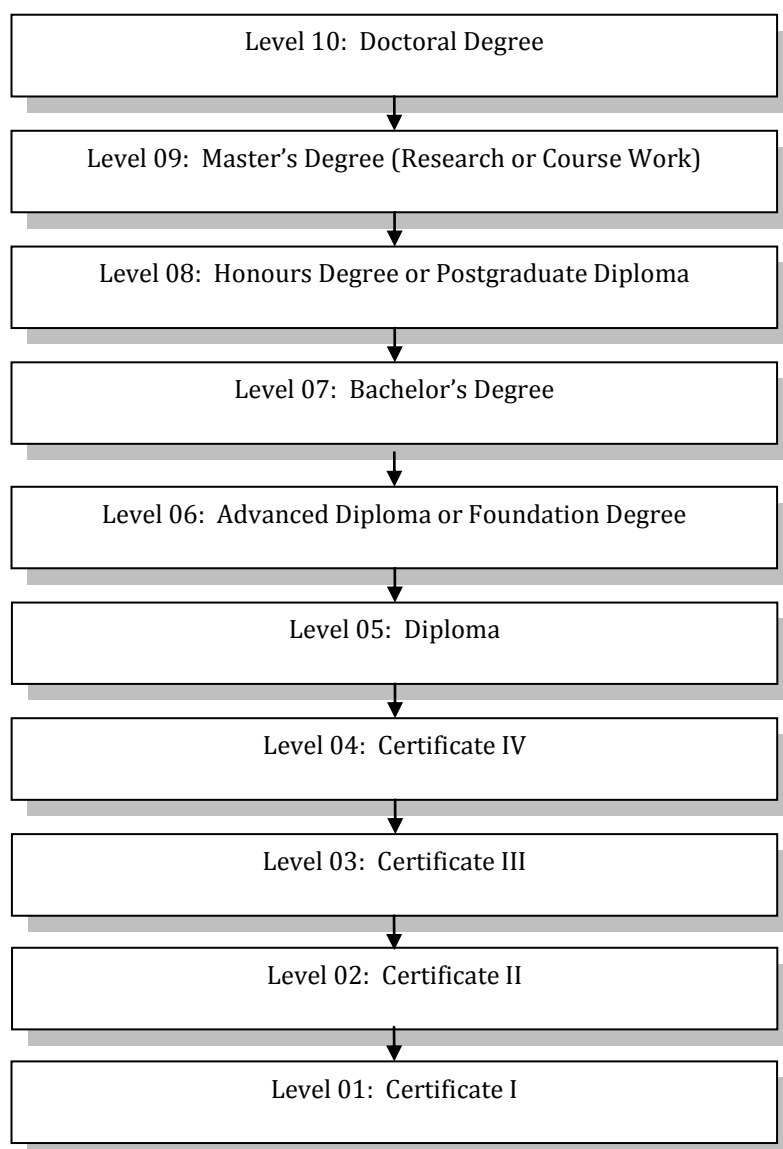 Level 10:  Doctoral Degree
Level 09:  Master’s Degree (Research or Course Work)
Level 08:  Honours Degree or Postgraduate Diploma
Level 07:  Bachelor’s Degree
Level 06:  Advanced Diploma or Foundation Degree
Level 05:  Diploma
Level 04:  Certificate IV
Level 03:  Certificate III
Level 02:  Certificate II
Level 01:  Certificate I